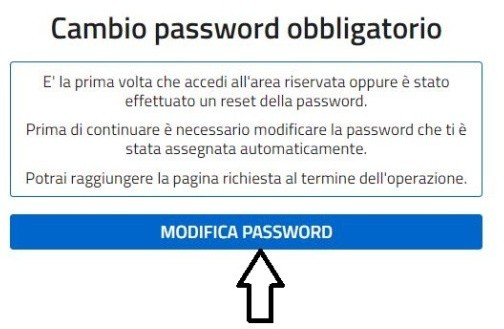 Cambio password obbligatorio
E' la prima volta che accedi all'area riservata oppure è stato
effettuato un reset della password.
Prima di continuare è necessario modificare la password che ti è
stata assegnata automaticamente.
Potrai raggiungere la pagina richiesta al termine dell'operazione.
MODIFICA PASSWORD